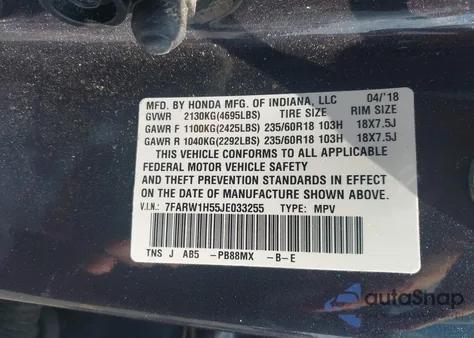 MFD. BY HONDA MFG. OF INDIANA, LLC 04/'18
GVWR 2130KG(4695LBS) TIRE SIZE RIM SIZE
GAWR F 1100KG(2425LBS) 235/60R18 103H 18X7.5J
GAWR R 1040KG(2292LBS) 235/60R18 103H 18X7.5J
THIS VEHICLE CONFORMS TO ALL APPLICABLE
FEDERAL MOTOR VEHICLE SAFETY
AND THEFT PREVENTION STANDARDS IN EFFECT
ON THE DATE OF MANUFACTURE SHOWN ABOVE.
V.I.N.: 7FARW1H55JE033255 TYPE: MPV
TNS J AB5 -PB88MX -B-E
autoSnap